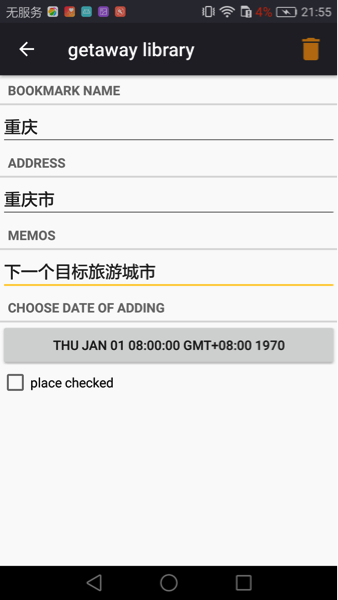 无服务 4% 21:55
getaway library
BOOKMARK NAME
重庆
ADDRESS
重庆市
MEMOS
下一个目标旅游城市
CHOOSE DATE OF ADDING
THU JAN 01 08:00:00 GMT+08:00 1970
place checked